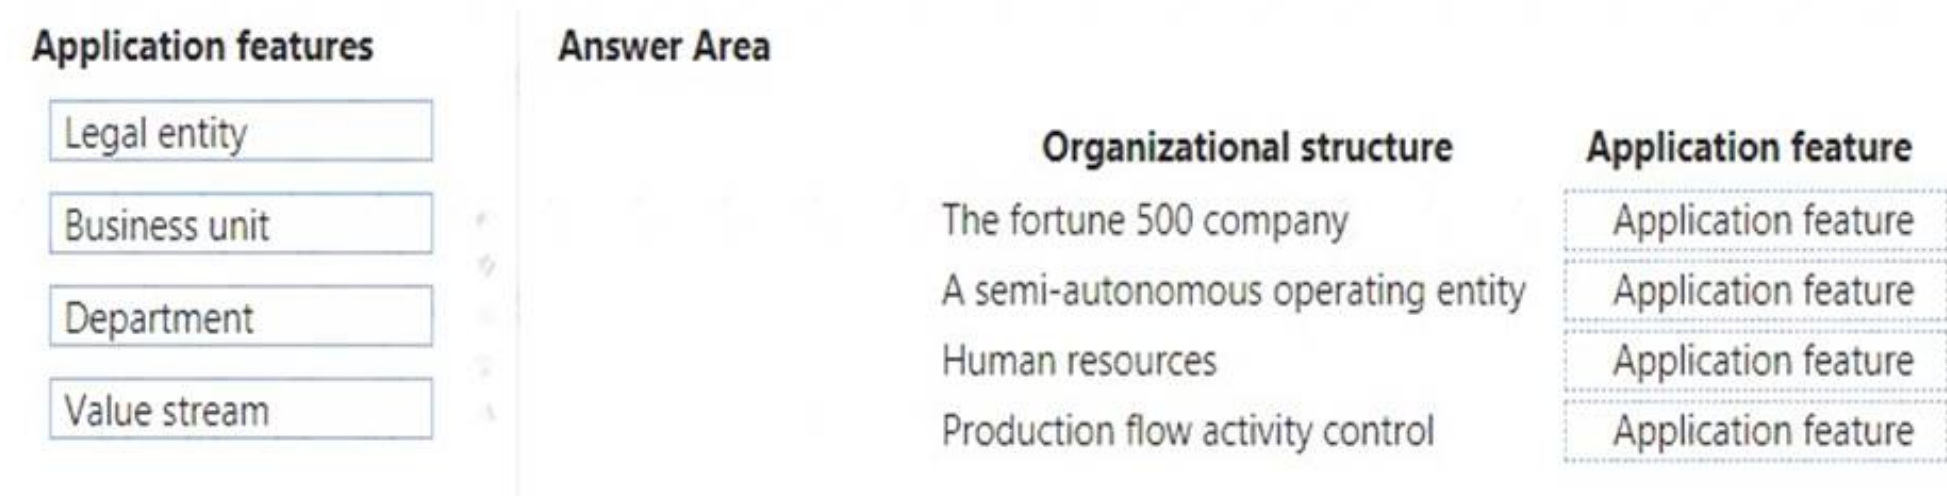 Application features
Legal entity
Business unit
Department
Value stream
Answer Area
Organizational structure Application feature
The fortune 500 company Application feature
A semi-autonomous operating entity Application feature
Human resources Application feature
Production flow activity control Application feature